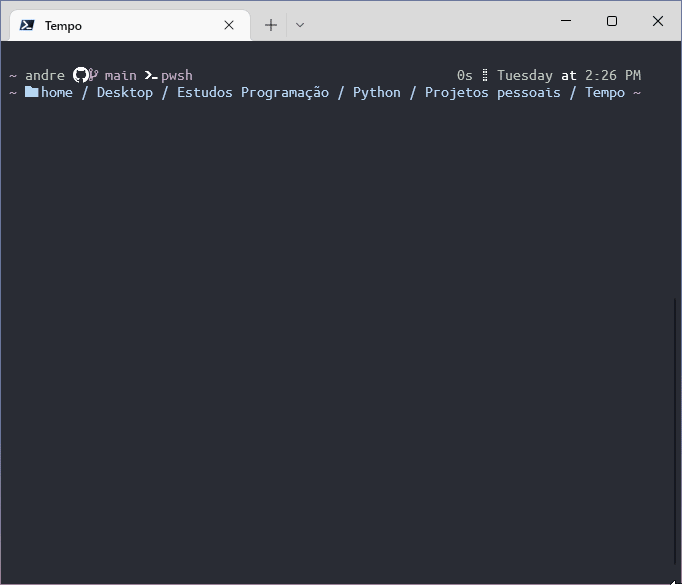 Tempo
~ andre main pwsh 0s Tuesday at 2:26 PM
~ home / Desktop / Estudos Programação / Python / Projetos pessoais / Tempo ~